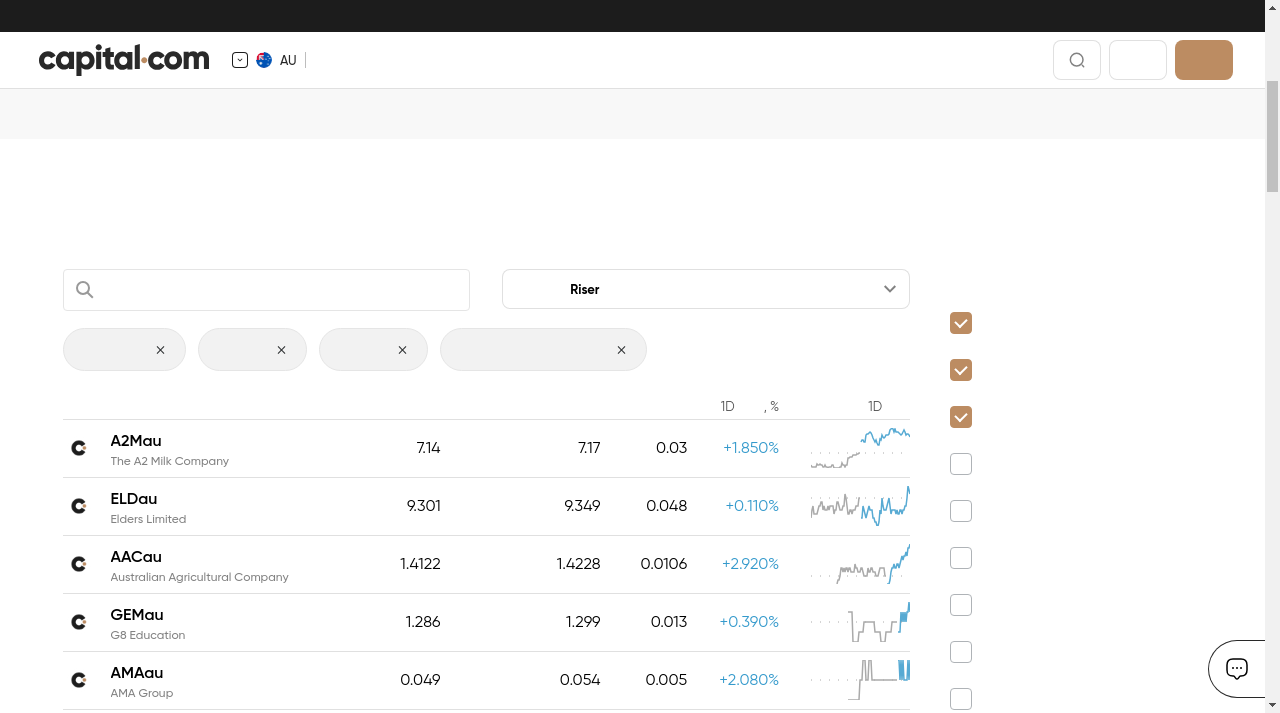 capital.com
AU
Riser
1D , % 1D
A2Mau 7.14 7.17 0.03 +1.850%
The A2 Milk Company
ELDau 9.301 9.349 0.048 +0.110%
Elders Limited
AACau 1.4122 1.4228 0.0106 +2.920%
Australian Agricultural Company
GEMau 1.286 1.299 0.013 +0.390%
G8 Education
AMAau 0.049 0.054 0.005 +2.080%
AMA Group